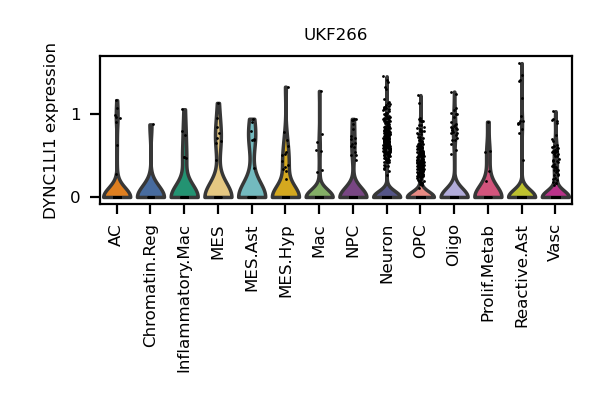 UKF266
DYNC1LI1 expression
1
0
AC
Chromatin.Reg
Inflammatory.Mac
MES
MES.Ast
MES.Hyp
Mac
NPC
Neuron
OPC
Oligo
Prolif.Metab
Reactive.Ast
Vasc